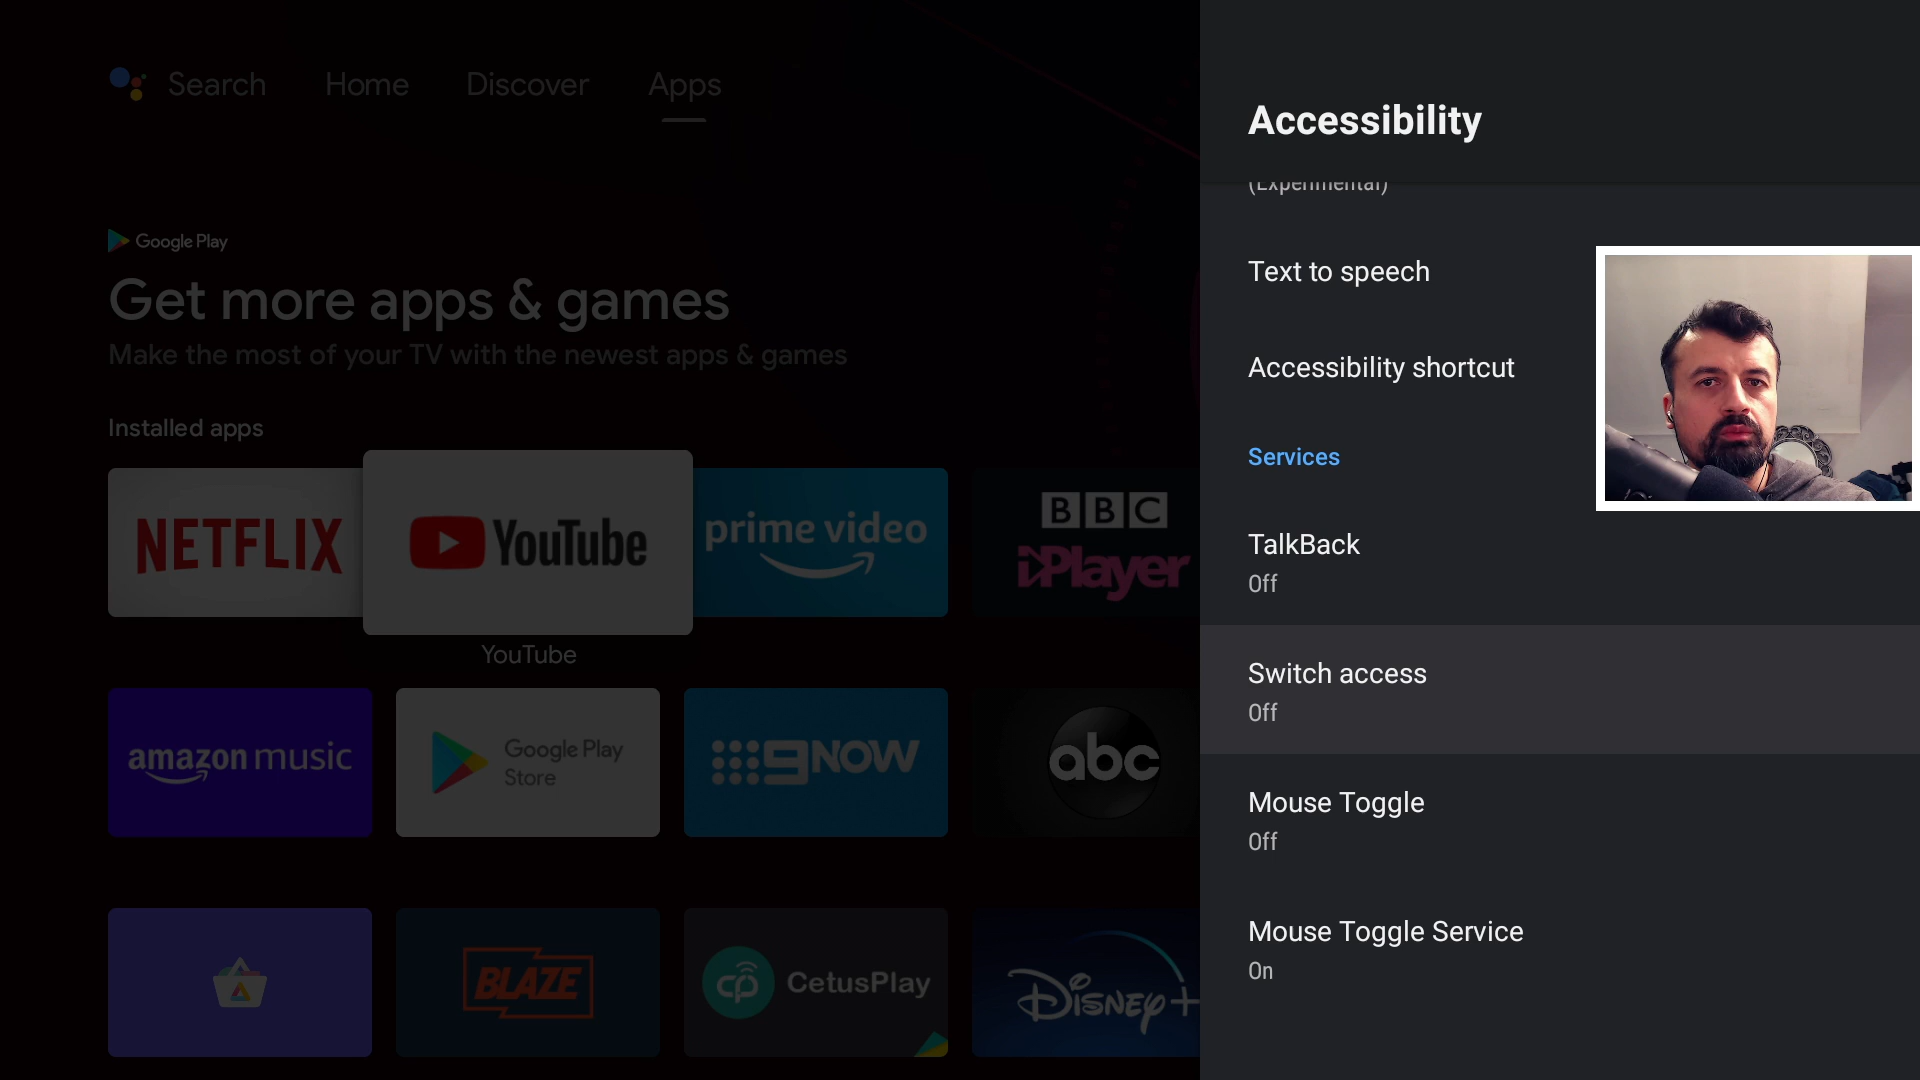 Search Home Discover Apps
Google Play
Get more apps & games
Make the most of your TV with the newest apps & games
Installed apps
NETFLIX
YouTube
prime video
BBC
iPlayer
YouTube
amazon music
Google Play
Store
9NOW
abc
BLAZE
CP CetusPlay
Disney+
Accessibility
(Experimental)
Text to speech
Accessibility shortcut
Services
TalkBack
Off
Switch access
Off
Mouse Toggle
Off
Mouse Toggle Service
On